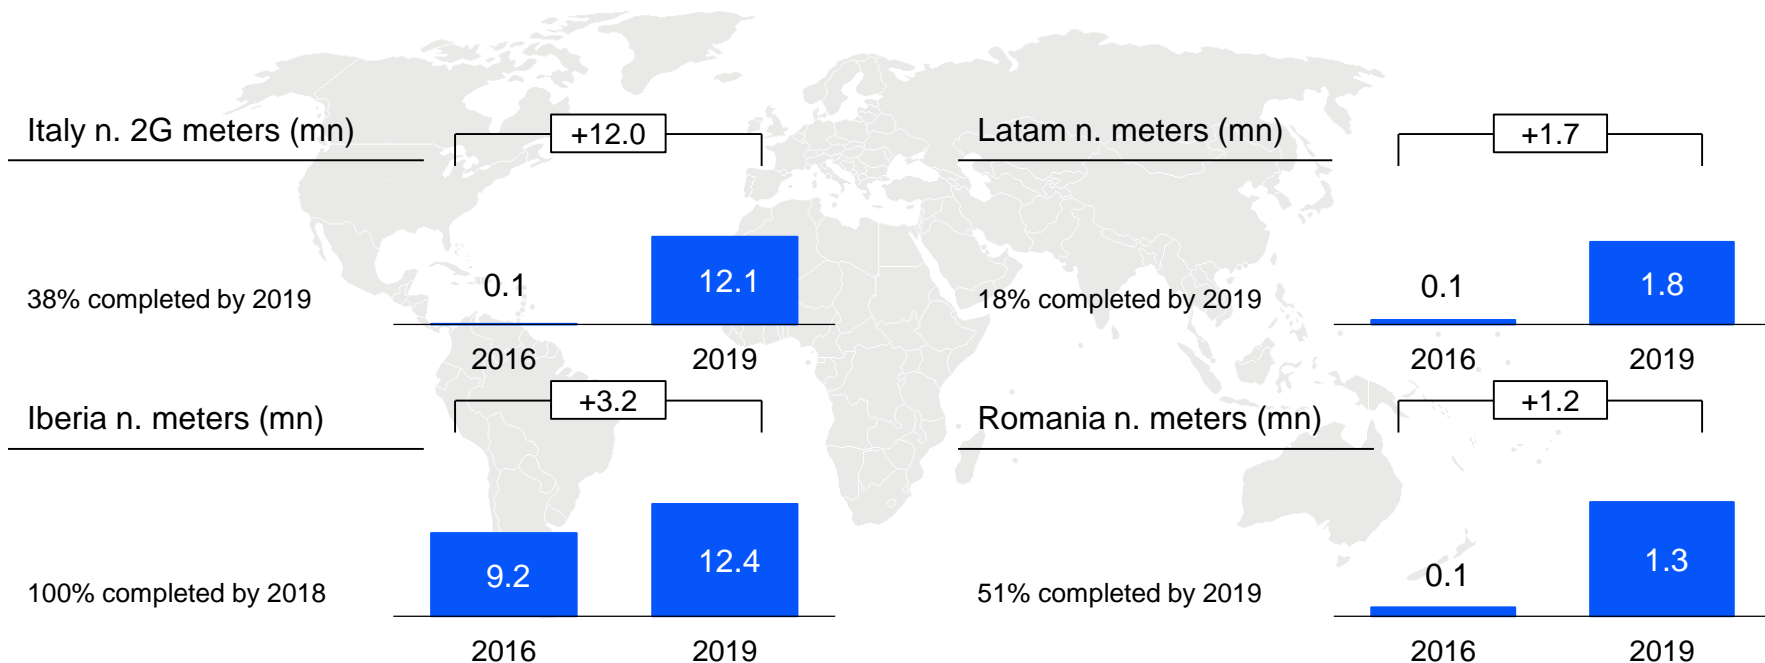 Italy n. 2G meters (mn)
+12.0
38% completed by 2019
0.1
12.1
2016
2019
Latam n. meters (mn)
+1.7
18% completed by 2019
0.1
1.8
2016
2019
Iberia n. meters (mn)
+3.2
100% completed by 2018
9.2
12.4
2016
2019
Romania n. meters (mn)
+1.2
51% completed by 2019
0.1
1.3
2016
2019